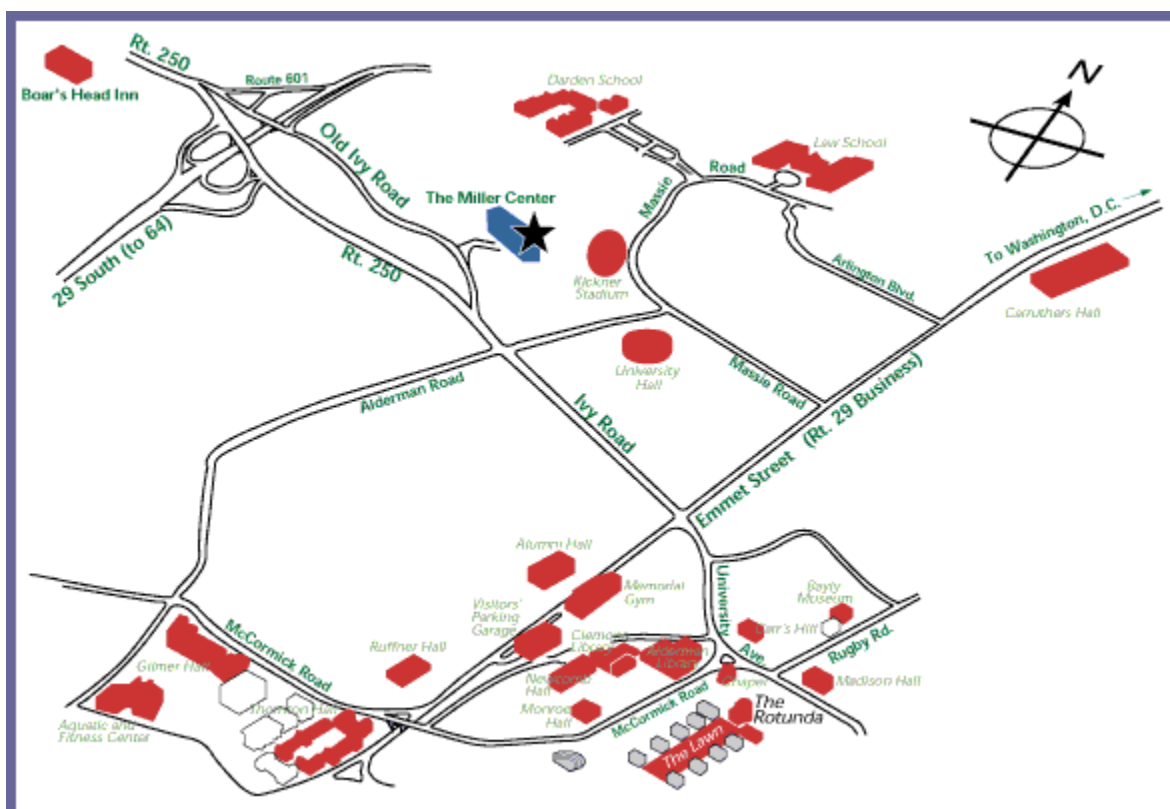 Rt. 250
Route 601
Boar's Head Inn
Darden School
N
Old Ivy Road
Law School
Road
Massie
The Miller Center
To Washington, D.C.
29 South (to 64)
Rt. 250
Kickner
Stadium
Arlington Blvd.
Carruthers Hall
University
Hall
Massie Road
Alderman Road
Ivy Road
Emmet Street (Rt. 29 Business)
Alumni Hall
Memorial
Gym
University
Ave.
Bayly
Museum
Visitors'
Parking
Garage
Clemons
Library
Carr's Hill
Rugby Rd.
McCormick Road
Ruffner Hall
Alderman
Library
Gilmer Hall
Newcomb
Hall
Chapel
Madison Hall
Monroe
Hall
McCormick Road
The
Rotunda
Aquatic and
Fitness Center
Hall
The Lawn